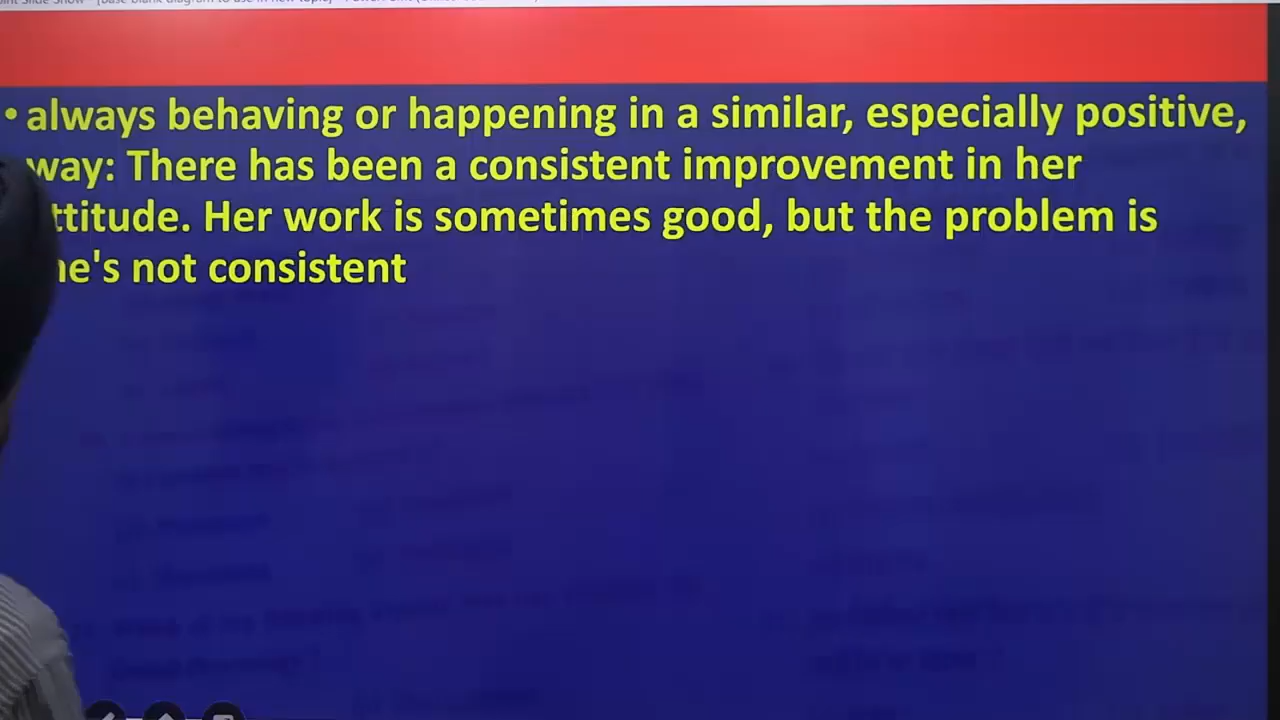 • always behaving or happening in a similar, especially positive,
way: There has been a consistent improvement in her
ttitude. Her work is sometimes good, but the problem is
he's not consistent